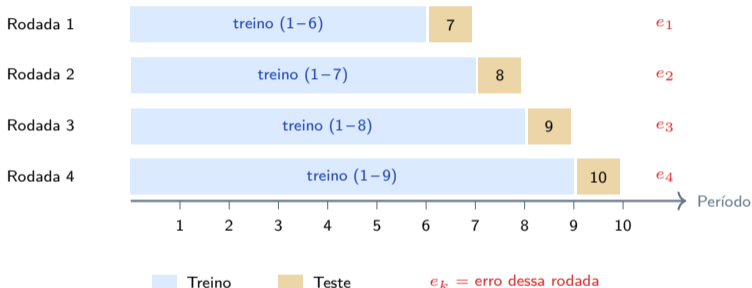 Rodada 1 treino (1−6) 7 e₁
Rodada 2 treino (1−7) 8 e₂
Rodada 3 treino (1−8) 9 e₃
Rodada 4 treino (1−9) 10 e₄
Período
1 2 3 4 5 6 7 8 9 10
Treino Teste eₖ = erro dessa rodada